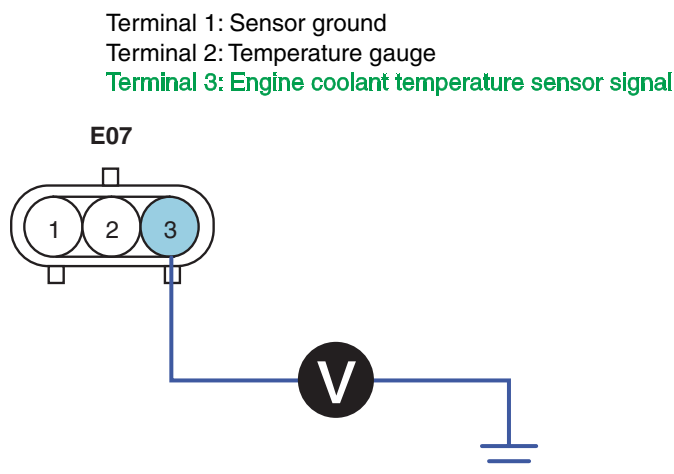 Terminal 1: Sensor ground
Terminal 2: Temperature gauge
Terminal 3: Engine coolant temperature sensor signal
E07
1 2 3
V